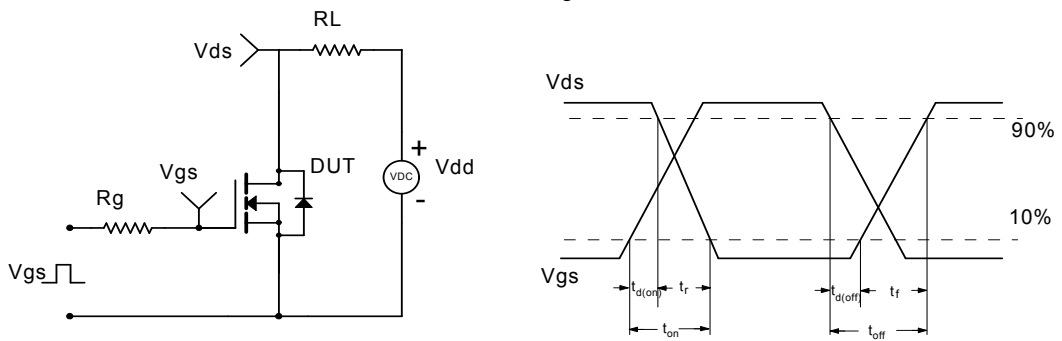 RL
Vds
Vgs
DUT
VDC
+
Vdd
-
Rg
Vgs
Vds
90%
10%
Vgs
td(on)
tr
td(off)
tf
ton
toff